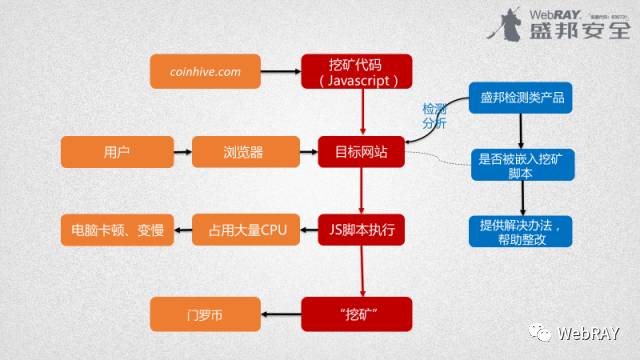 WebRAY
盛邦安全
coinhive.com
挖矿代码
（Javascript）
检测
分析
盛邦检测类产品
用户
浏览器
目标网站
是否被嵌入挖矿
脚本
电脑卡顿、变慢
占用大量CPU
JS脚本执行
提供解决办法，
帮助整改
门罗币
“挖矿”
WebRAY